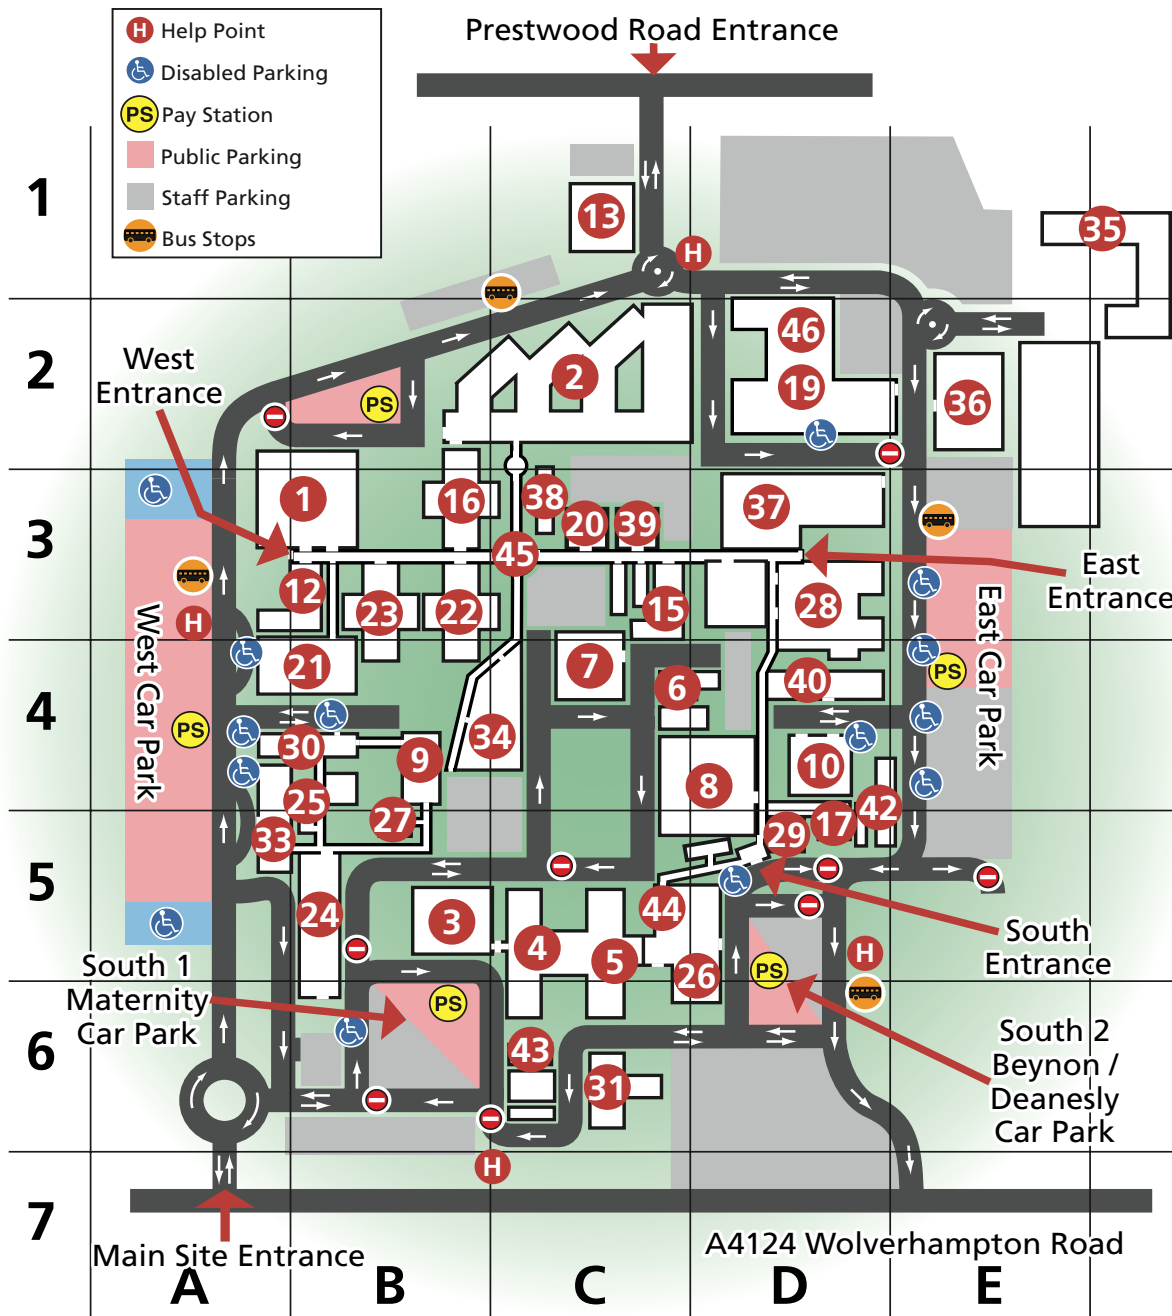 Prestwood Road Entrance
H Help Point
Disabled Parking
PS Pay Station
Public Parking
Staff Parking
Bus Stops
1
13
35
H
46
2
West
Entrance
2
PS
19
36
1
16
38
20
39
37
3
45
East
Entrance
12
23
22
15
28
H
West Car Park
East Car Park
21
7
6
40
PS
4
PS
30
34
9
10
8
25
27
42
17
29
33
5
24
3
44
4
5
26
H
South
Entrance
PS
South 1
Maternity
Car Park
PS
South 2
Beynon /
Deanesly
Car Park
6
43
31
H
7
Main Site Entrance
A4124 Wolverhampton Road
A B C D E